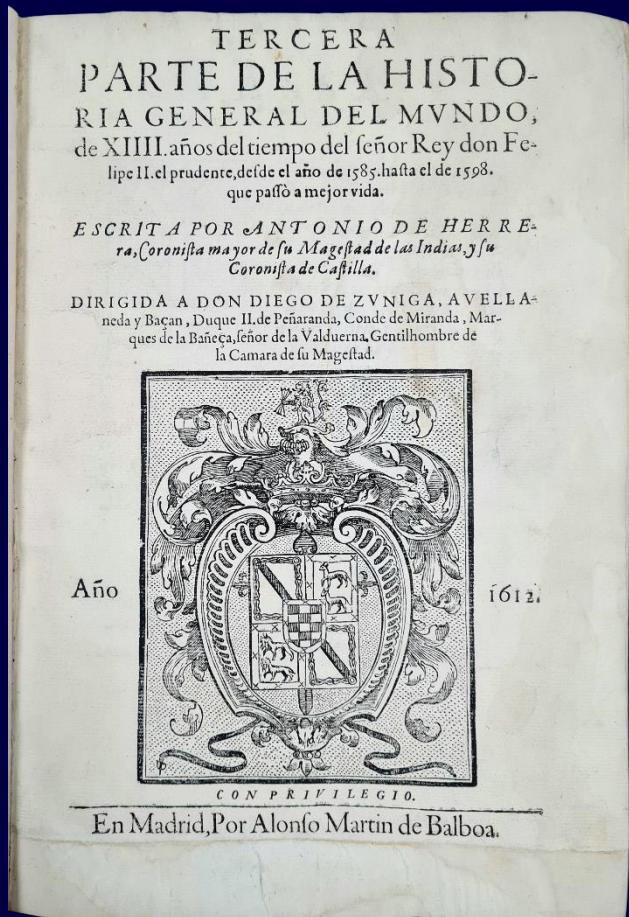 TERCERA
PARTE DE LA HISTO-
RIA GENERAL DEL MVNDO,
de XIIII. años del tiempo del ſeñor Rey don Fe-
lipe II. el prudente, deſde el año de 1585. haſta el de 1598.
que paſsò a mejor vida.
ESCRITA POR ANTONIO DE HERRE-
ra, Coroniſta mayor de ſu Mageſtad de las Indias, y ſu
Coroniſta de Caſtilla.
DIRIGIDA A DON DIEGO DE ZVNIGA, AVELLA-
neda y Baçan, Duque II. de Peñaranda, Conde de Miranda, Mar-
ques de la Bañeça, ſeñor de la Valduerna. Gentilhombre de
la Camara de ſu Mageſtad.
Año 1612.
CON PRIVILEGIO.
En Madrid, Por Alonſo Martin de Balboa.